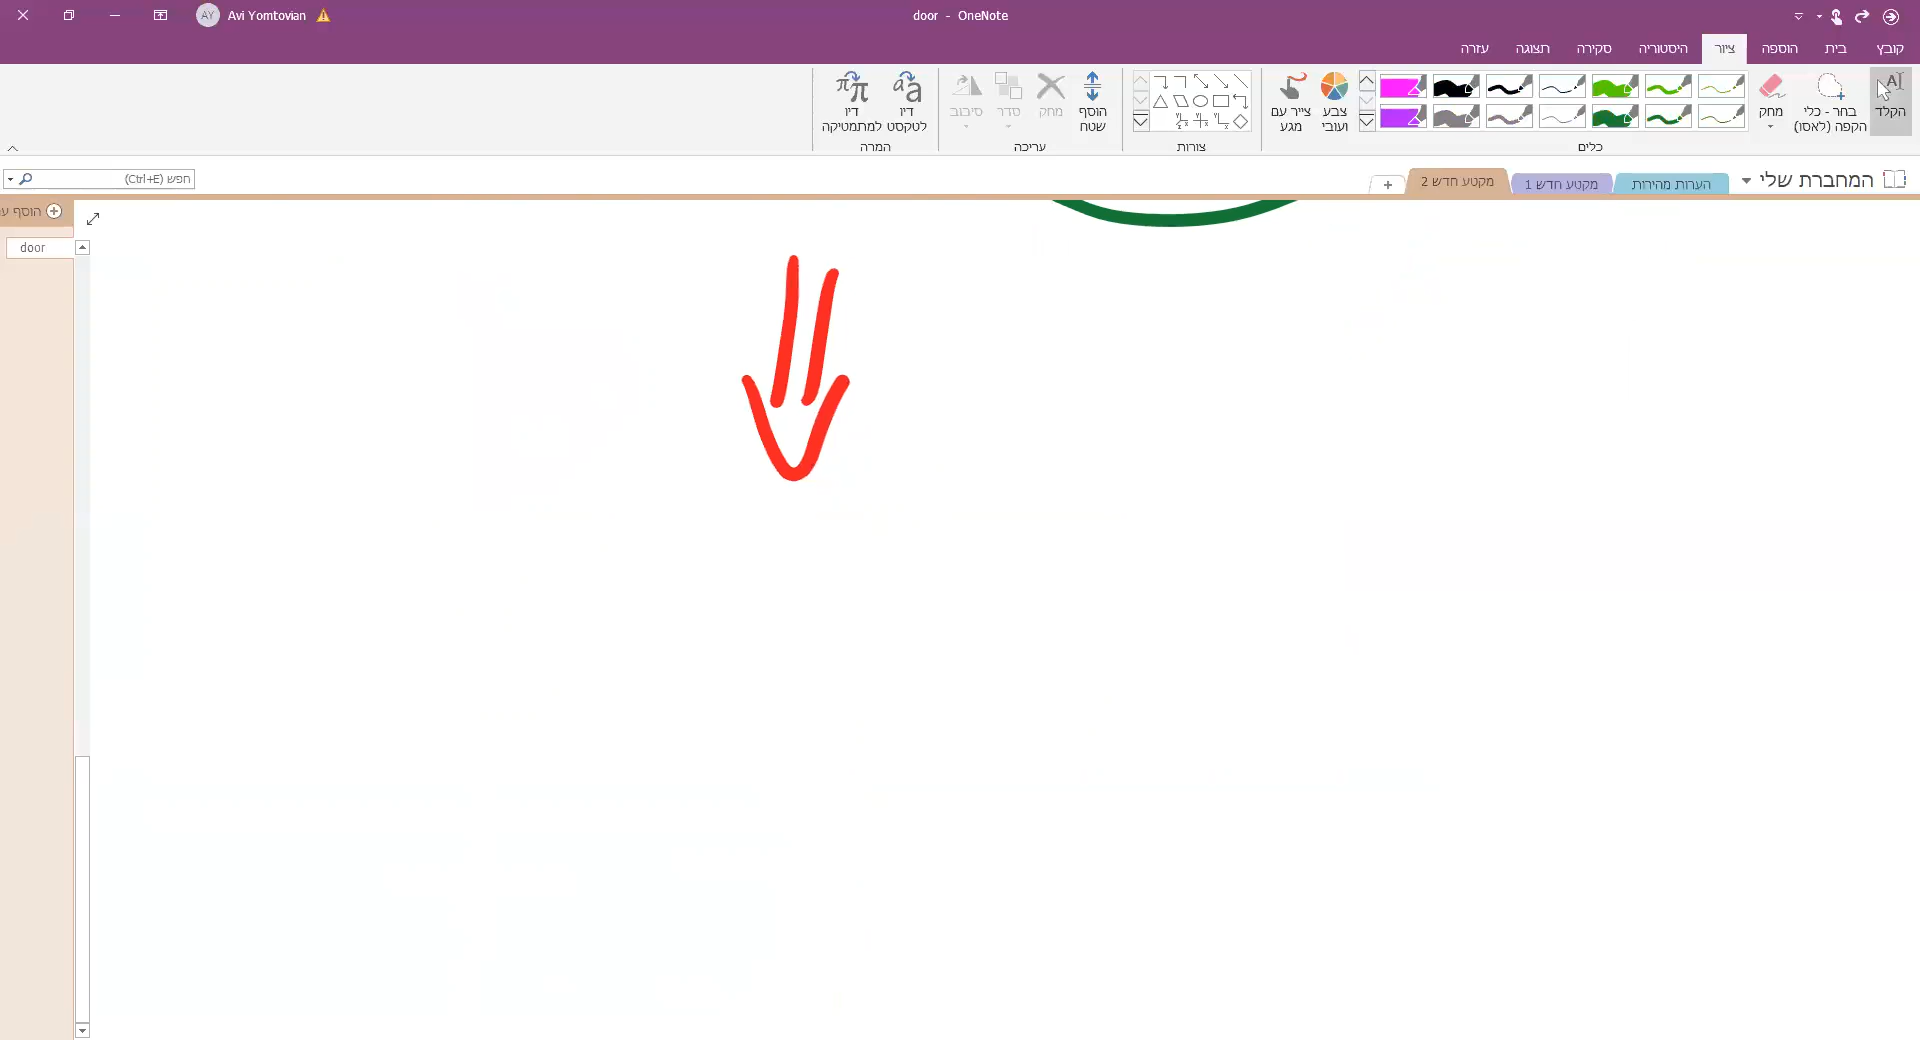 door - OneNote
Avi Yomtovian
AY
קובץ
בית
הוספה
ציור
היסטוריה
סקירה
תצוגה
עזרה
הקלד
בחר - כלי
הקפה (לאסו)
מחק
כלים
צבע
ועובי
צייר עם
מגע
צורות
הוסף
שטח
מחק
סדר
סיבוב
עריכה
דיו
לטקסט
דיו
למתמטיקה
המרה
המחברת שלי
הערות מהירות
מקטע חדש 1
מקטע חדש 2
+
חפש (Ctrl+E)
הוסף
door